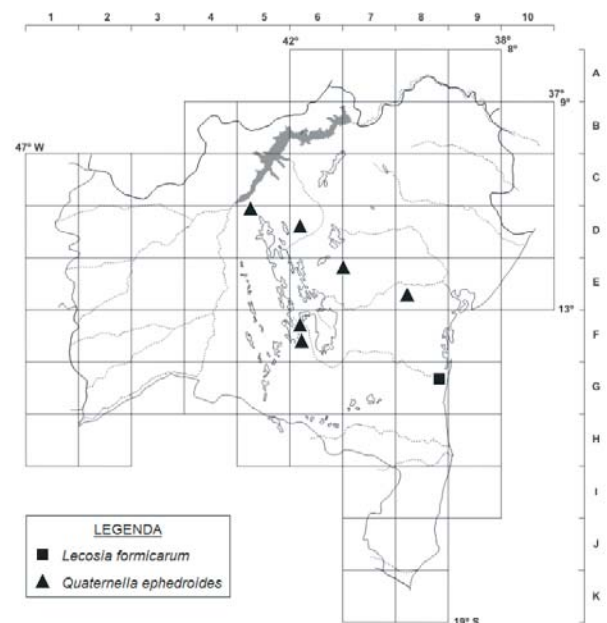 1 2 3 4 5 6 7 8 9 10
42° 38°
8°
A
37°
9°
B
47° W
C
D
E
13°
F
G
H
I
J
K
19° S
LEGENDA
Lecosia formicarum
Quaternella ephedroides